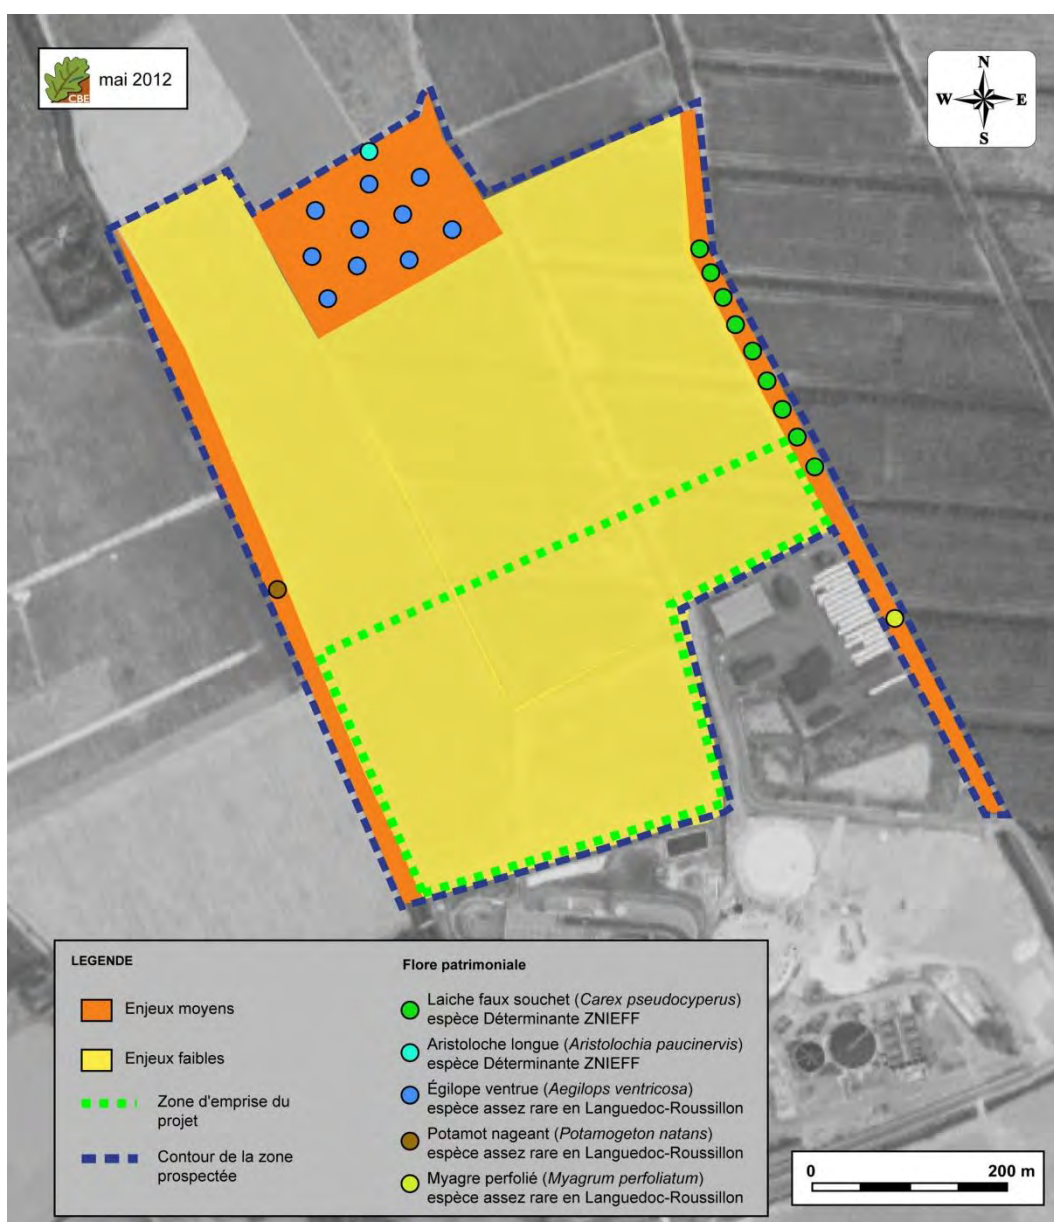 CBE
mai 2012
N
W
E
S
LEGENDE
Enjeux moyens
Enjeux faibles
Zone d'emprise du
projet
Contour de la zone
prospectée
Flore patrimoniale
Laiche faux souchet (Carex pseudocyperus)
espèce Déterminante ZNIEFF
Aristoloche longue (Aristolochia paucinervis)
espèce Déterminante ZNIEFF
Égilope ventrue (Aegilops ventricosa)
espèce assez rare en Languedoc-Roussillon
Potamot nageant (Potamogeton natans)
espèce assez rare en Languedoc-Roussillon
Myagre perfolié (Myagrum perfoliatum)
espèce assez rare en Languedoc-Roussillon
0 200 m